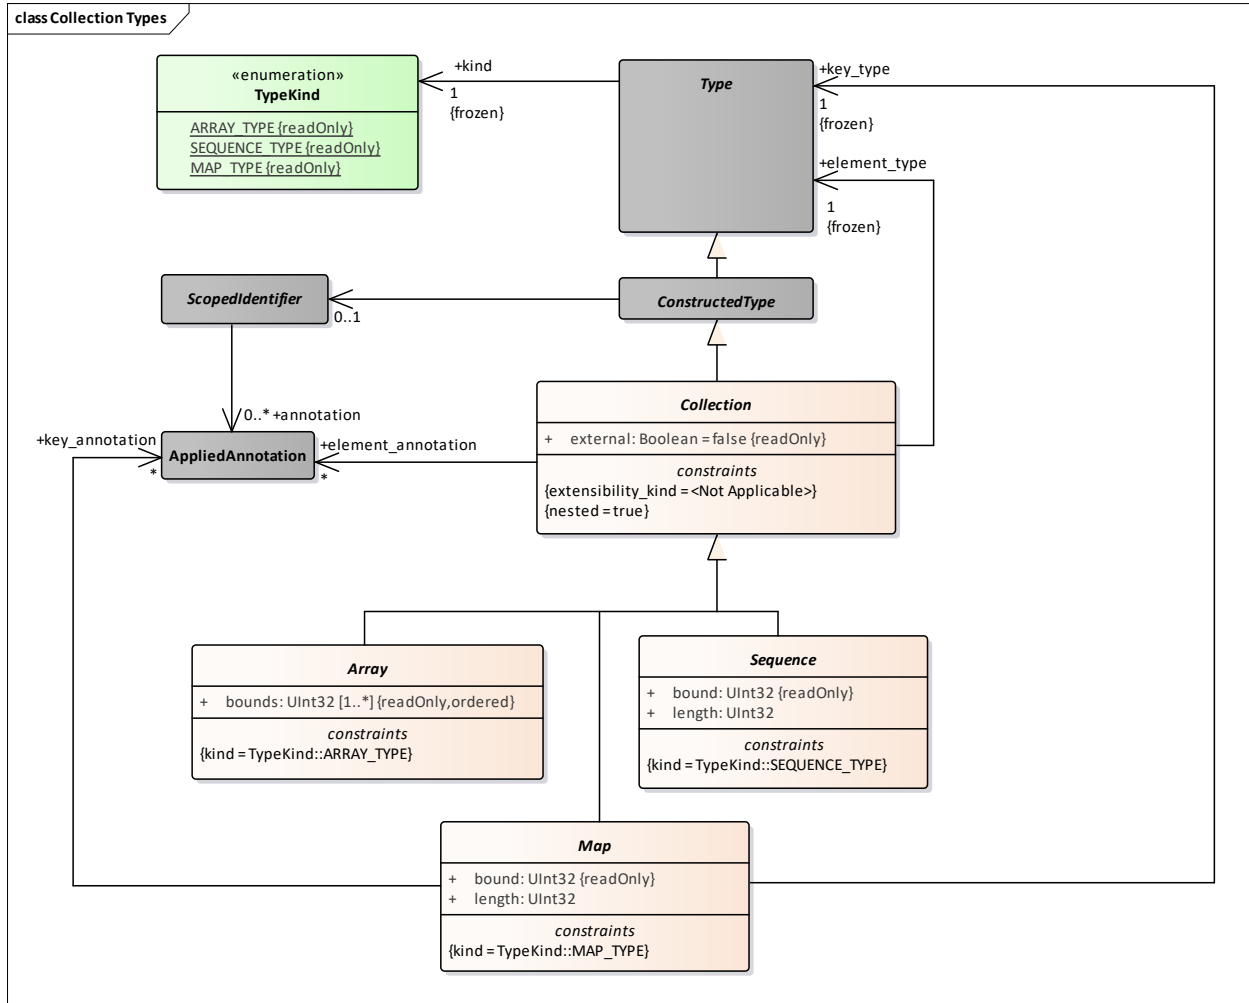 class Collection Types
«enumeration»
TypeKind
ARRAY_TYPE {readOnly}
SEQUENCE_TYPE {readOnly}
MAP_TYPE {readOnly}
+kind
1
{frozen}
Type
+key_type
1
{frozen}
+element_type
1
{frozen}
ScopedIdentifier
0..1
ConstructedType
0..* +annotation
+key_annotation
*
AppliedAnnotation
+element_annotation
*
Collection
+ external: Boolean = false {readOnly}
constraints
{extensibility_kind = <Not Applicable>}
{nested = true}
Array
+ bounds: UInt32 [1..*] {readOnly,ordered}
constraints
{kind = TypeKind::ARRAY_TYPE}
Sequence
+ bound: UInt32 {readOnly}
+ length: UInt32
constraints
{kind = TypeKind::SEQUENCE_TYPE}
Map
+ bound: UInt32 {readOnly}
+ length: UInt32
constraints
{kind = TypeKind::MAP_TYPE}